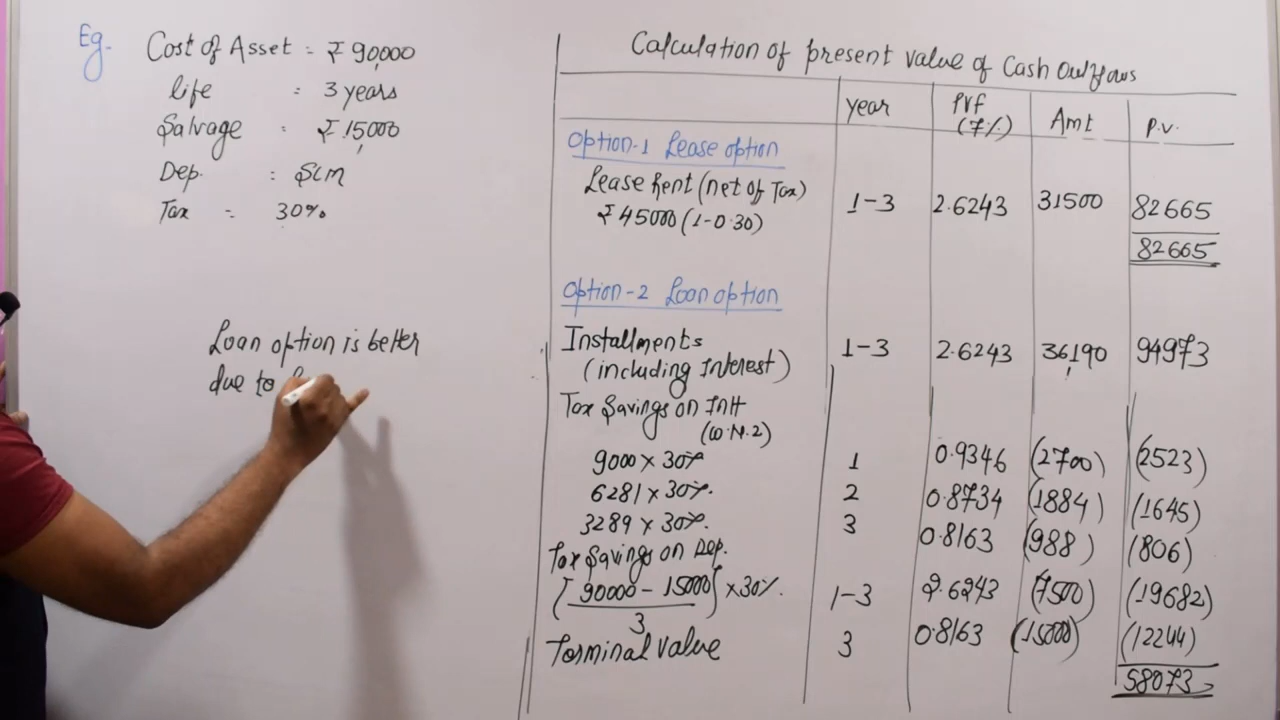 Eg. Cost of Asset = ₹ 90,000
life = 3 years
Salvage = ₹ 15,000
Dep. : SLM
Tax = 30%
Loan option is better
due to
Calculation of present value of Cash Outflows
year PVF (7%) Amt P.V.
Option-1 Lease option
Lease Rent (net of Tax)
₹ 45000 (1-0.30) 1-3 2.6243 31500 82665
82665
Option-2 Loan option
Installments
(including Interest) 1-3 2.6243 36,190 94973
Tax Savings on Int
(W.N.2)
9000 x 30% 1 0.9346 (2700) (2523)
6281 x 30%. 2 0.8734 (1884) (1645)
3289 x 30%. 3 0.8163 (988) (806)
Tax Savings on Dep.
[90000 - 15000 / 3] x 30%. 1-3 2.6243 (7500) (19682)
Terminal value 3 0.8163 (15000) (12244)
58073